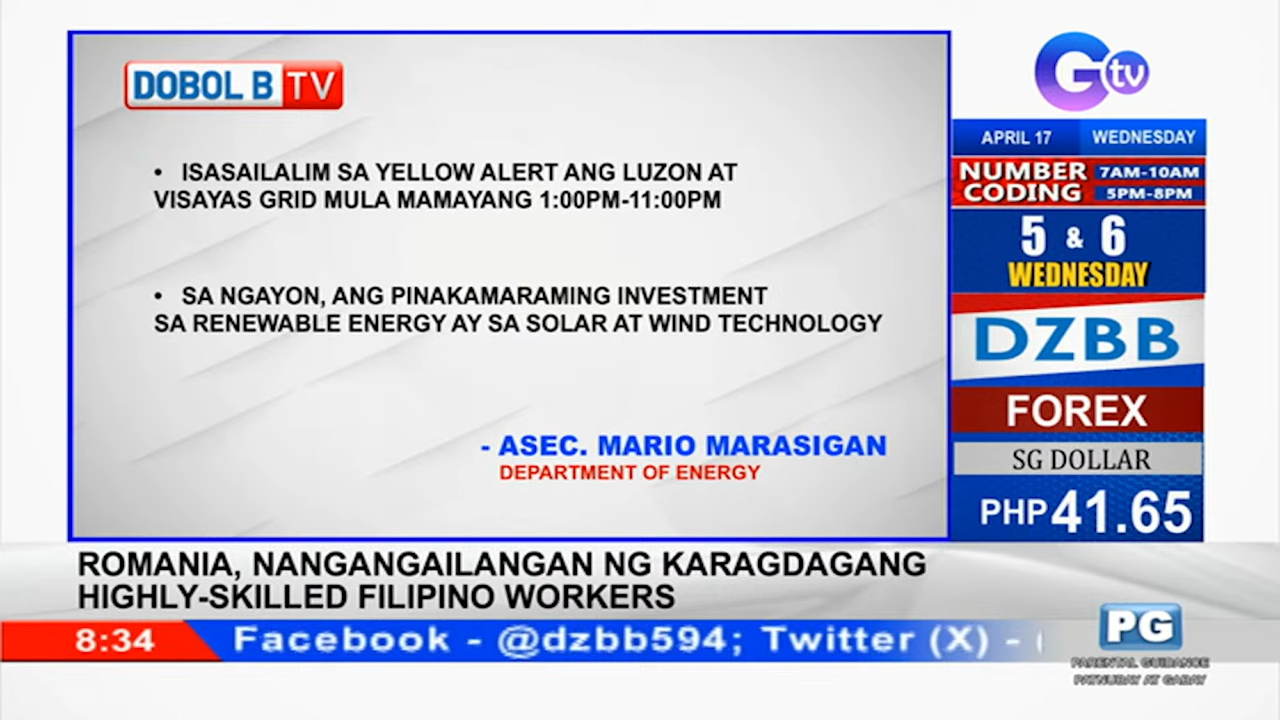 DOBOL B TV
• ISASAILALIM SA YELLOW ALERT ANG LUZON AT
VISAYAS GRID MULA MAMAYANG 1:00PM-11:00PM
• SA NGAYON, ANG PINAKAMARAMING INVESTMENT
SA RENEWABLE ENERGY AY SA SOLAR AT WIND TECHNOLOGY
- ASEC. MARIO MARASIGAN
DEPARTMENT OF ENERGY
Gtv
APRIL 17 WEDNESDAY
NUMBER CODING
7AM-10AM
5PM-8PM
5 & 6
WEDNESDAY
DZBB
FOREX
SG DOLLAR
PHP 41.65
ROMANIA, NANGANGAILANGAN NG KARAGDAGANG
HIGHLY-SKILLED FILIPINO WORKERS
8:34 Facebook - @dzbb594; Twitter (X) - (
PG
PARENTAL GUIDANCE
PATNUBAY AT GABAY